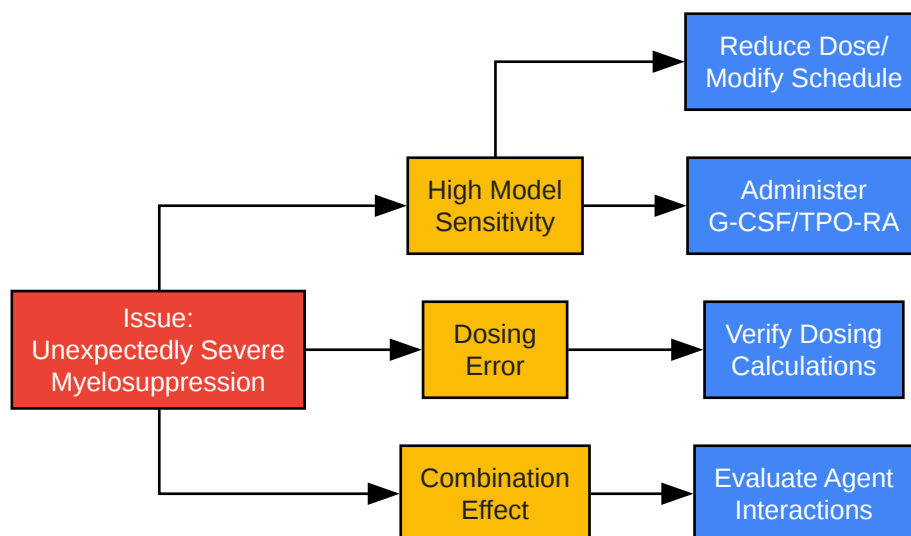 Reduce Dose/
Modify Schedule
High Model
Sensitivity
Administer
G-CSF/TPO-RA
Issue:
Unexpectedly Severe
Myelosuppression
Dosing
Error
Verify Dosing
Calculations
Combination
Effect
Evaluate Agent
Interactions